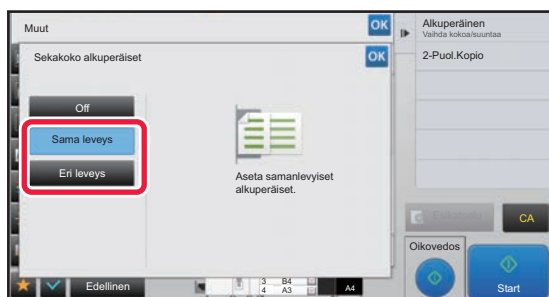 Muut
OK
Alkuperäinen
Vaihda kokoa/suuntaa
Sekakoko alkuperäiset
OK
2-Puol.Kopio
Off
Sama leveys
Eri leveys
Aseta samanlevyiset
alkuperäiset.
CA
Oikovedos
Edellinen
3 B4
4 A3
A4
Start